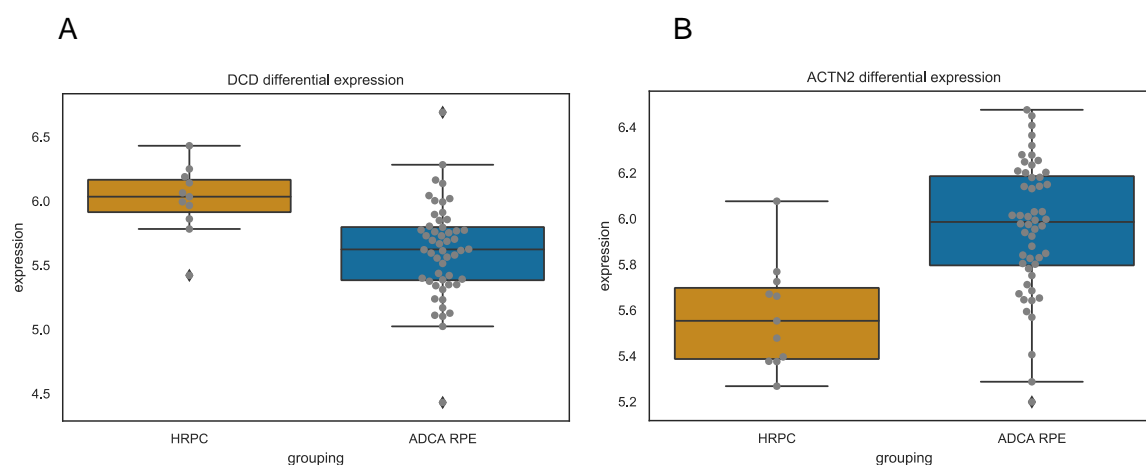 A
DCD differential expression
expression
6.5
6.0
5.5
5.0
4.5
HRPC
ADCA RPE
grouping
B
ACTN2 differential expression
expression
6.4
6.2
6.0
5.8
5.6
5.4
5.2
HRPC
ADCA RPE
grouping